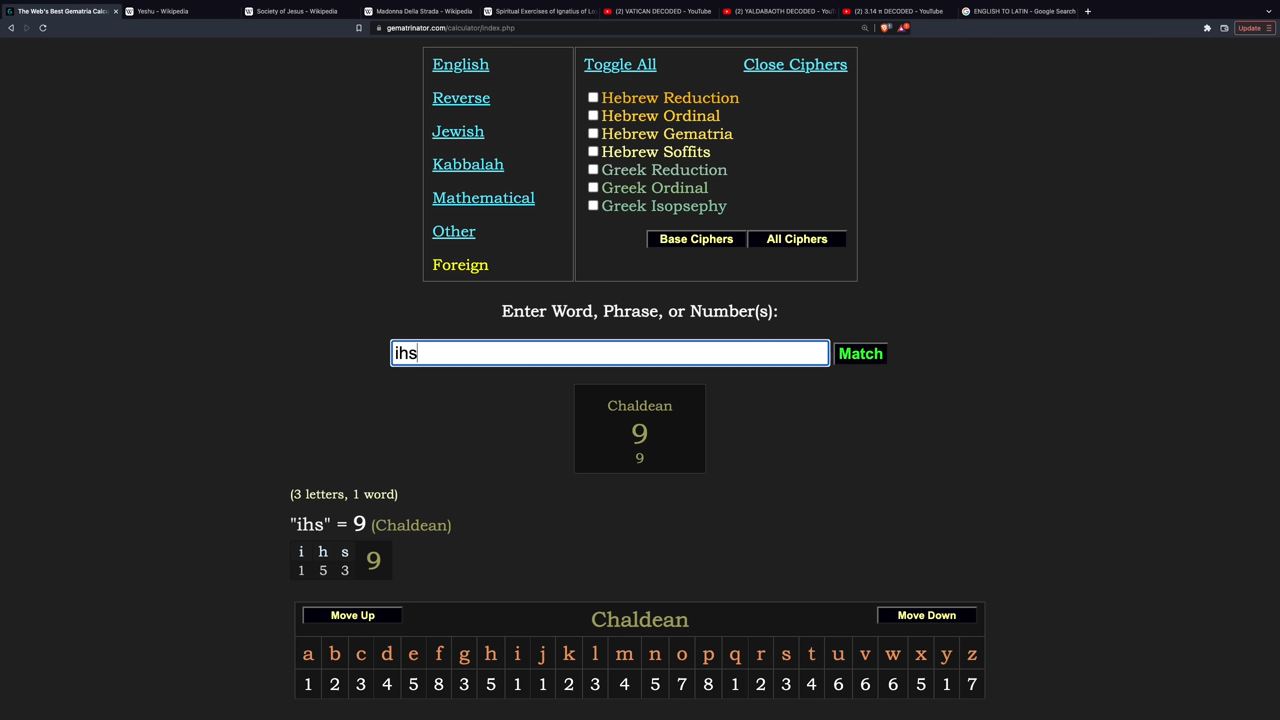 The Web's Best Gematria Calcu
Yeshu - Wikipedia
Society of Jesus - Wikipedia
Madonna Della Strada - Wikipedia
Spiritual Exercises of Ignatius of Lo
(2) VATICAN DECODED - YouTube
(2) YALDABAOTH DECODED - YouT
(2) 3.14 π DECODED - YouTube
ENGLISH TO LATIN - Google Search
gematrinator.com/calculator/index.php
Update
English
Reverse
Jewish
Kabbalah
Mathematical
Other
Foreign
Toggle All Close Ciphers
Hebrew Reduction
Hebrew Ordinal
Hebrew Gematria
Hebrew Soffits
Greek Reduction
Greek Ordinal
Greek Isopsephy
Base Ciphers All Ciphers
Enter Word, Phrase, or Number(s):
ihs Match
Chaldean
9
9
(3 letters, 1 word)
"ihs" = 9 (Chaldean)
i h s 9
1 5 3
Move Up Chaldean Move Down
a b c d e f g h i j k l m n o p q r s t u v w x y z
1 2 3 4 5 8 3 5 1 1 2 3 4 5 7 8 1 2 3 4 6 6 6 5 1 7